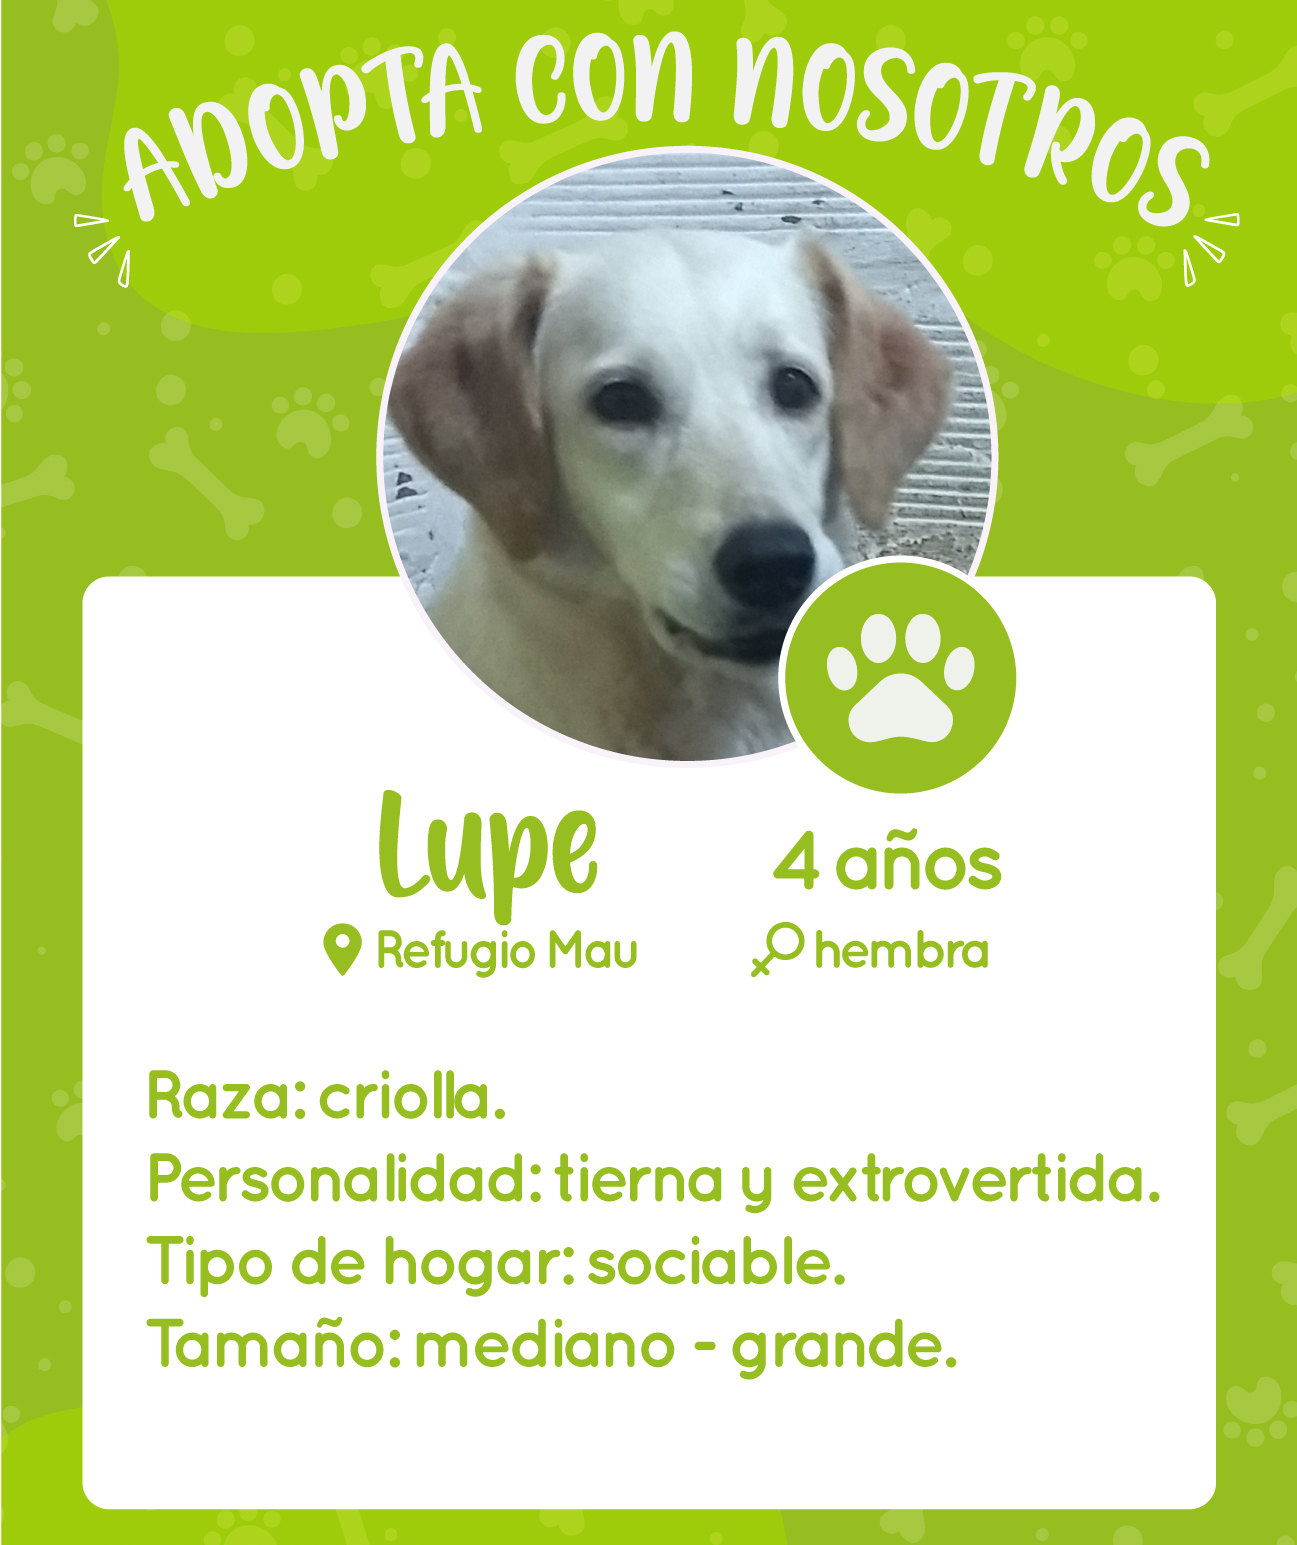 ADOPTA CON NOSOTROS
Lupe
4 años
Refugio Mau
hembra
Raza: criolla.
Personalidad: tierna y extrovertida.
Tipo de hogar: sociable.
Tamaño: mediano - grande.